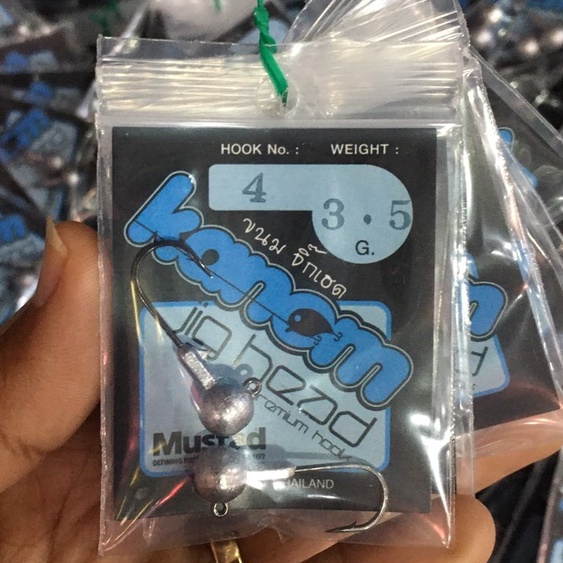 HOOK No. : WEIGHT :
4 3.5
G.
Kanom
ขนม จิ๊กเฮด
jig head
premium hook
Mustad
THAILAND